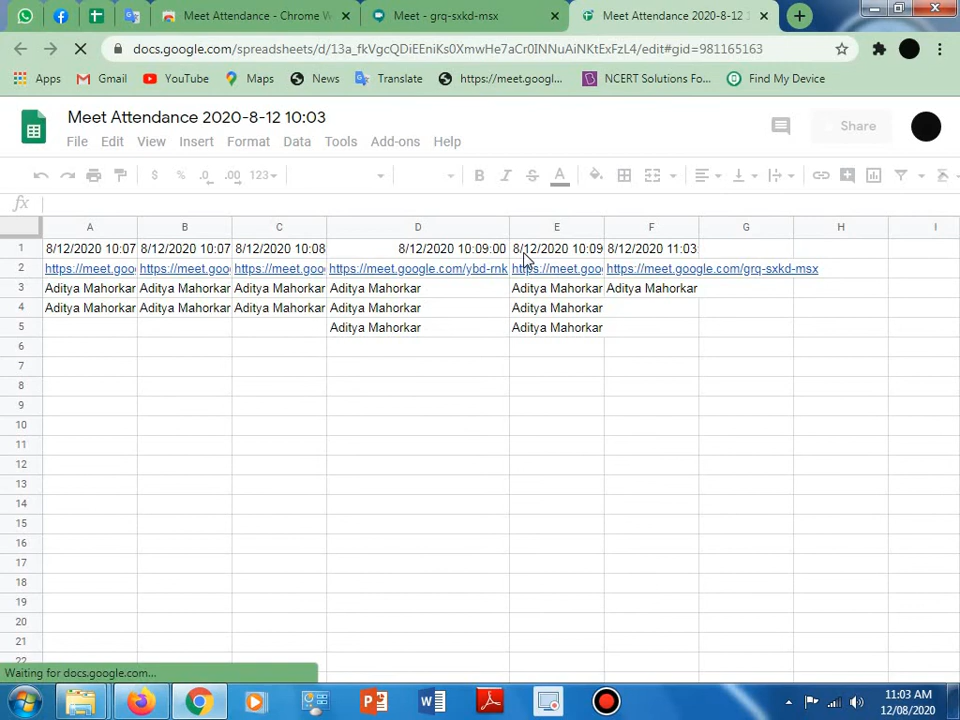 Meet Attendance - Chrome W
Meet - grq-sxkd-msx
Meet Attendance 2020-8-12 1
docs.google.com/spreadsheets/d/13a_fkVgcQDiEEniKs0XmwHe7aCr0INNuAiNKtExFzL4/edit#gid=981165163
Apps Gmail YouTube Maps News Translate https://meet.googl... NCERT Solutions Fo... Find My Device
Meet Attendance 2020-8-12 10:03
Share
File Edit View Insert Format Data Tools Add-ons Help
$ % .0 .00 123 B I S A
fx
A B C D E F G H I
1 8/12/2020 10:07 8/12/2020 10:07 8/12/2020 10:08 8/12/2020 10:09:00 8/12/2020 10:09 8/12/2020 11:03
2 https://meet.goo https://meet.goo https://meet.goo https://meet.google.com/ybd-rnk https://meet.goo https://meet.google.com/grq-sxkd-msx
3 Aditya Mahorkar Aditya Mahorkar Aditya Mahorkar Aditya Mahorkar Aditya Mahorkar Aditya Mahorkar
4 Aditya Mahorkar Aditya Mahorkar Aditya Mahorkar Aditya Mahorkar Aditya Mahorkar
5 Aditya Mahorkar Aditya Mahorkar
6
7
8
9
10
11
12
13
14
15
16
17
18
19
20
21
22
Waiting for docs.google.com...
11:03 AM
12/08/2020